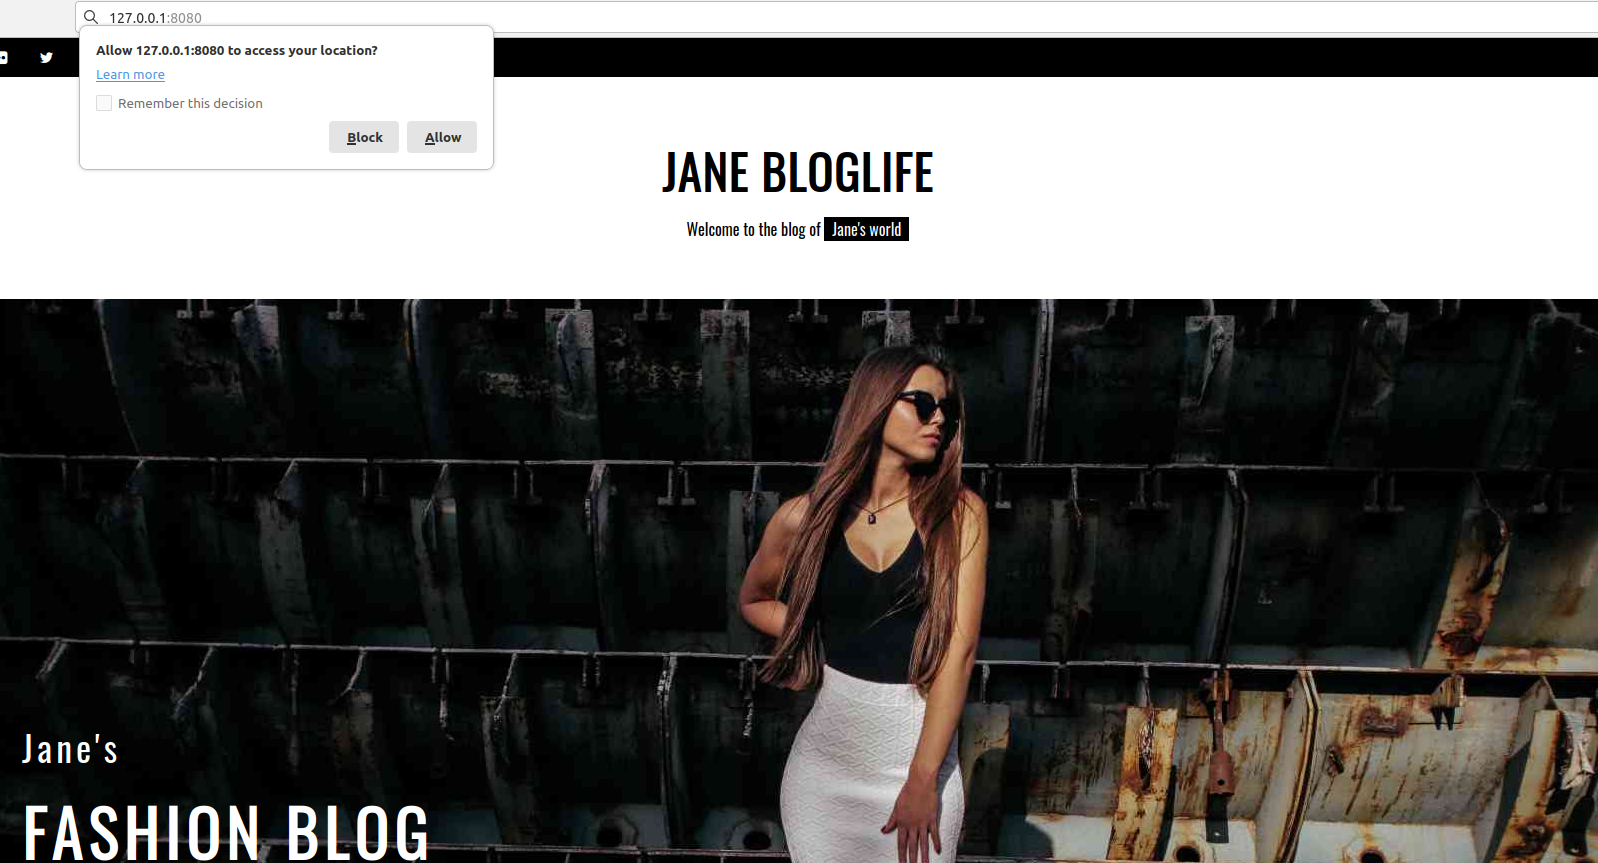 127.0.0.1:8080
Allow 127.0.0.1:8080 to access your location?
Learn more
Remember this decision
Block Allow
JANE BLOGLIFE
Welcome to the blog of Jane's world
Jane's
FASHION BLOG